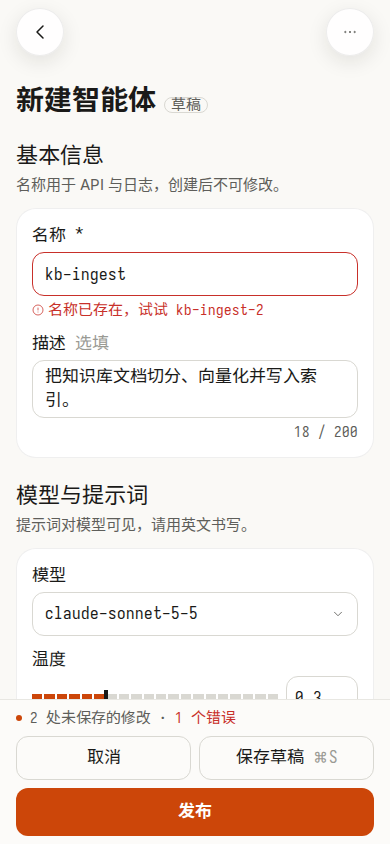 新建智能体 草稿
基本信息
名称用于 API 与日志，创建后不可修改。
名称 *
kb-ingest
名称已存在，试试 kb-ingest-2
描述 选填
把知识库文档切分、向量化并写入索
引。
18 / 200
模型与提示词
提示词对模型可见，请用英文书写。
模型
claude-sonnet-5-5
温度
0.3
2 处未保存的修改 · 1 个错误
取消
保存草稿 ⌘S
发布